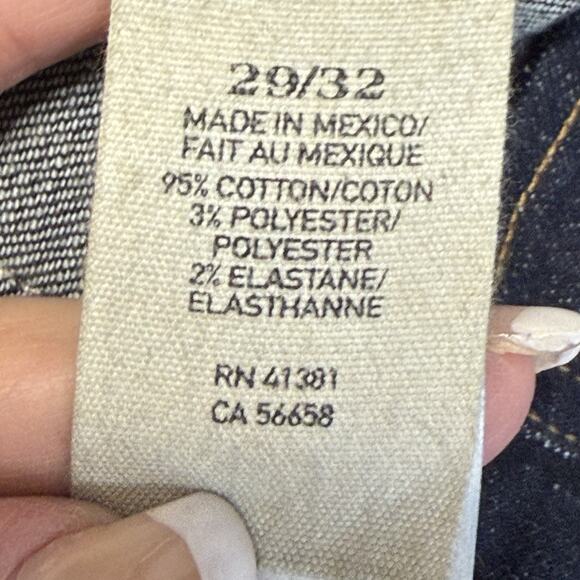 29/32
MADE IN MEXICO/
FAIT AU MEXIQUE
95% COTTON/COTON
3% POLYESTER/
POLYESTER
2% ELASTANE/
ELASTHANNE
RN 41381
CA 56658